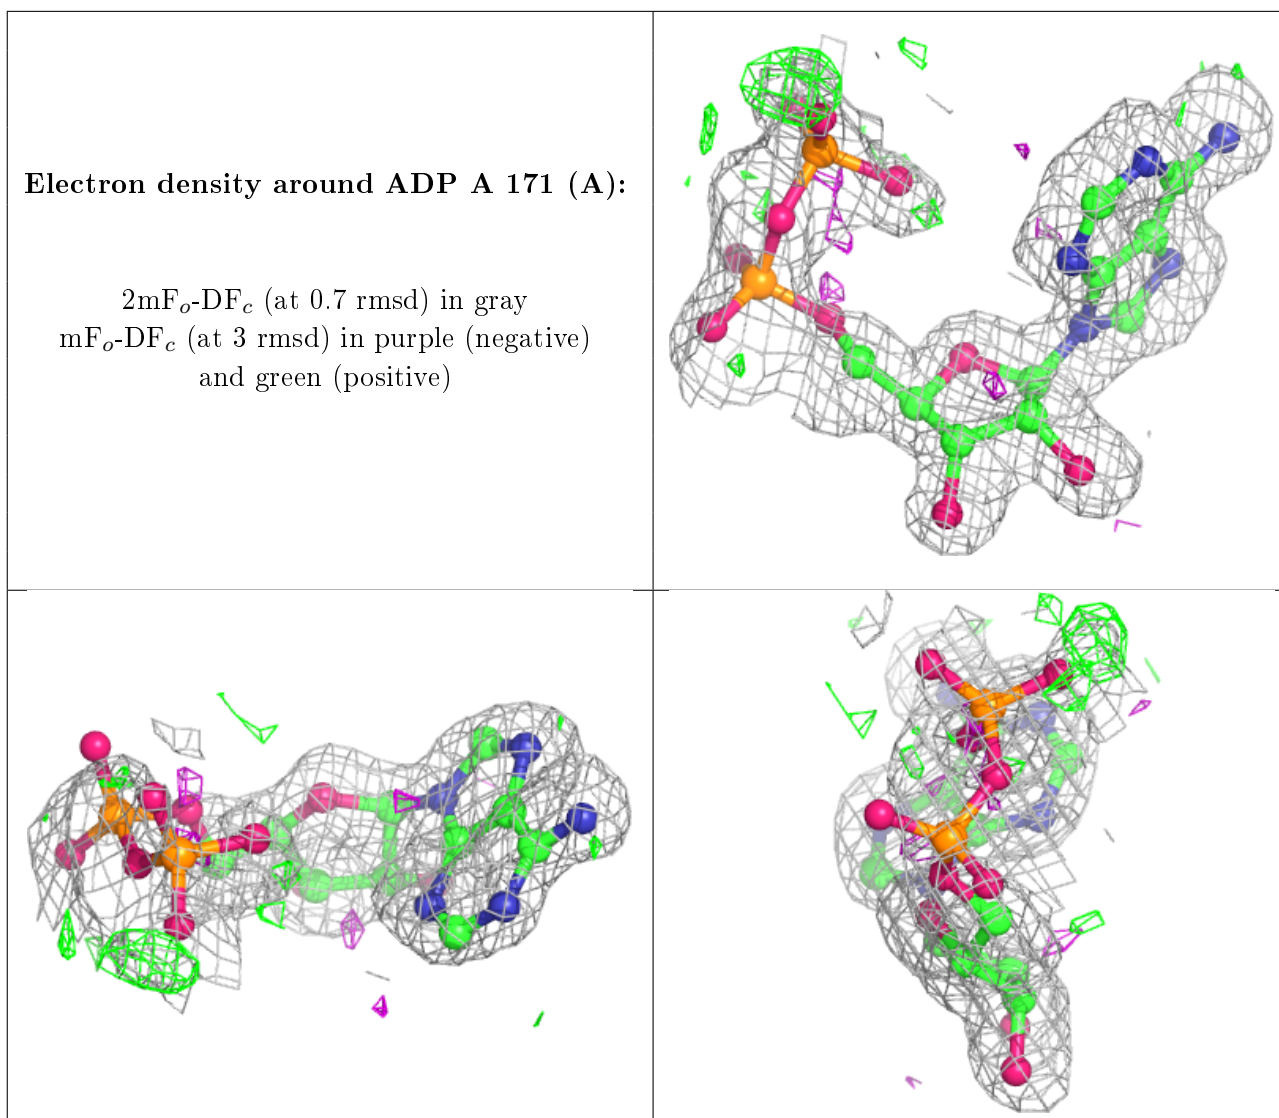 Electron density around ADP A 171 (A):
2mFo-DFc (at 0.7 rmsd) in gray
mFo-DFc (at 3 rmsd) in purple (negative)
and green (positive)